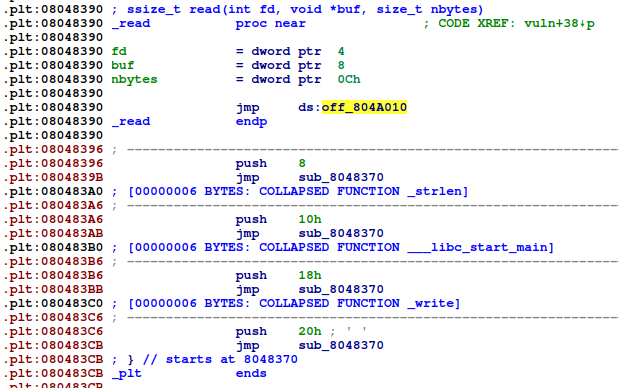 .plt:08048390 ; ssize_t read(int fd, void *buf, size_t nbytes)
.plt:08048390 _read           proc near               ; CODE XREF: vuln+38↓p
.plt:08048390
.plt:08048390 fd              = dword ptr  4
.plt:08048390 buf             = dword ptr  8
.plt:08048390 nbytes          = dword ptr  0Ch
.plt:08048390
.plt:08048390                 jmp     ds:off_804A010
.plt:08048390 _read           endp
.plt:08048390
.plt:08048396 ; ---------------------------------------------------------------------------
.plt:08048396                 push    8
.plt:0804839B                 jmp     sub_8048370
.plt:080483A0 ; [00000006 BYTES: COLLAPSED FUNCTION _strlen]
.plt:080483A6 ; ---------------------------------------------------------------------------
.plt:080483A6                 push    10h
.plt:080483AB                 jmp     sub_8048370
.plt:080483B0 ; [00000006 BYTES: COLLAPSED FUNCTION ___libc_start_main]
.plt:080483B6 ; ---------------------------------------------------------------------------
.plt:080483B6                 push    18h
.plt:080483BB                 jmp     sub_8048370
.plt:080483C0 ; [00000006 BYTES: COLLAPSED FUNCTION _write]
.plt:080483C6 ; ---------------------------------------------------------------------------
.plt:080483C6                 push    20h ; ' '
.plt:080483CB                 jmp     sub_8048370
.plt:080483CB ; } // starts at 8048370
.plt:080483CB _plt            ends
.plt:080483CB